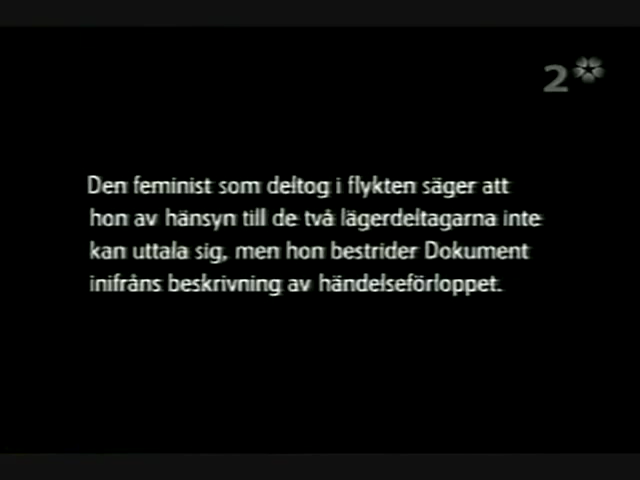 2
Den feminist som deltog i flykten säger att
hon av hänsyn till de två lägerdeltagarna inte
kan uttala sig, men hon bestrider Dokument
inifråns beskrivning av händelseförloppet.